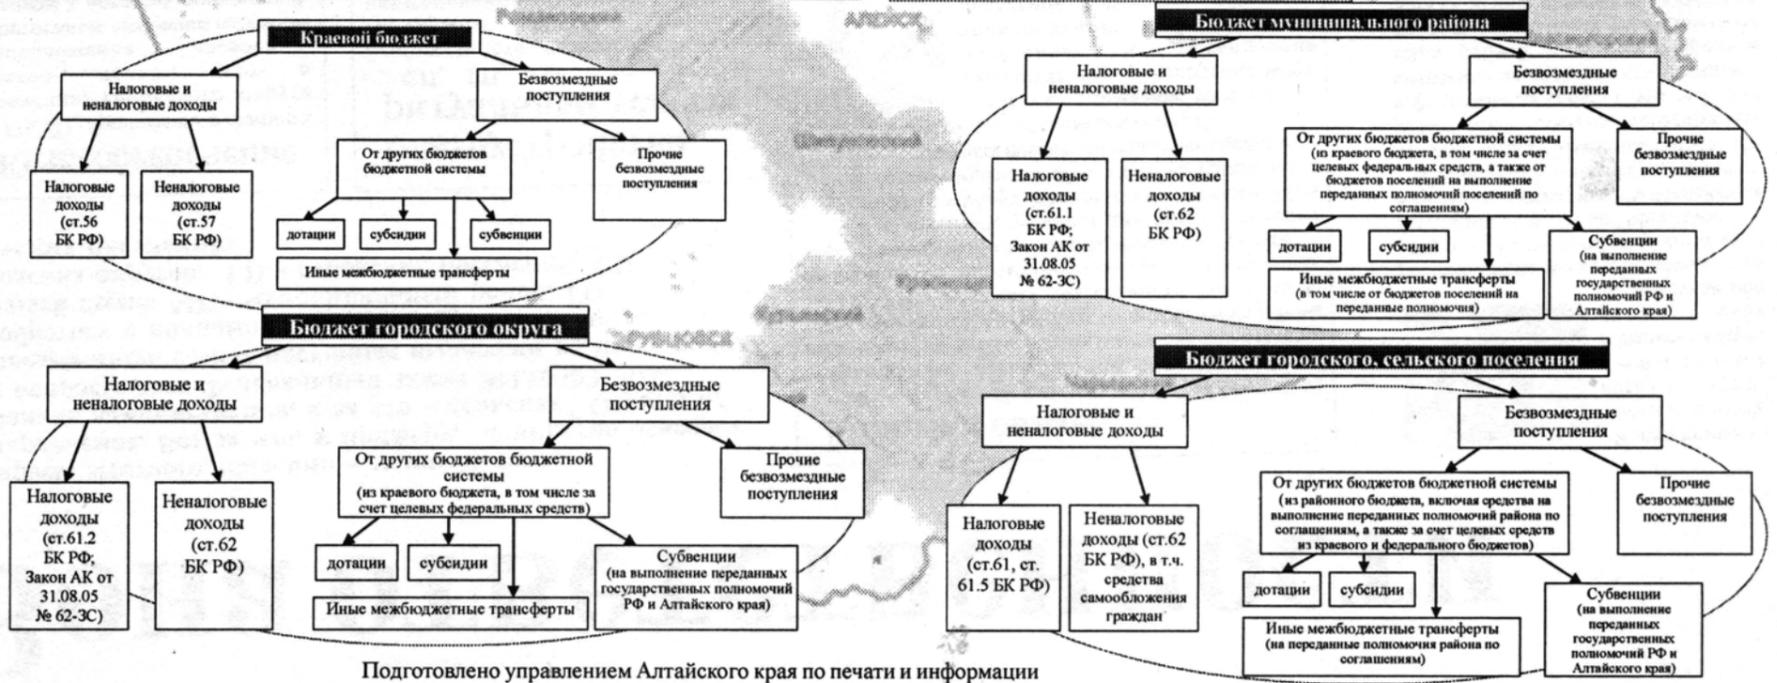 Краевой бюджет
Налоговые и
неналоговые доходы
Безвозмездные
поступления
Налоговые
доходы
(ст.56
БК РФ)
Неналоговые
доходы
(ст.57
БК РФ)
От других бюджетов
бюджетной системы
Прочие
безвозмездные
поступления
дотации
субсидии
субвенции
Иные межбюджетные трансферты
Бюджет муниципального района
Налоговые и
неналоговые доходы
Безвозмездные
поступления
Налоговые
доходы
(ст.61.1
БК РФ;
Закон АК от
31.08.05
№ 62-ЗС)
Неналоговые
доходы
(ст.62
БК РФ)
От других бюджетов бюджетной системы
(из краевого бюджета, в том числе за счет
целевых федеральных средств, а также от
бюджетов поселений на выполнение
переданных полномочий поселений по
соглашениям)
Прочие
безвозмездные
поступления
дотации
субсидии
Субвенции
(на выполнение
переданных
государственных
полномочий РФ и
Алтайского края)
Иные межбюджетные трансферты
(в том числе от бюджетов поселений на
переданные полномочия)
Бюджет городского округа
Налоговые и
неналоговые доходы
Безвозмездные
поступления
Налоговые
доходы
(ст.61.2
БК РФ;
Закон АК от
31.08.05
№ 62-ЗС)
Неналоговые
доходы
(ст.62
БК РФ)
От других бюджетов бюджетной
системы
(из краевого бюджета, в том числе за
счет целевых федеральных средств)
Прочие
безвозмездные
поступления
дотации
субсидии
Субвенции
(на выполнение переданных
государственных полномочий
РФ и Алтайского края)
Иные межбюджетные трансферты
Бюджет городского, сельского поселения
Налоговые и
неналоговые доходы
Безвозмездные
поступления
Налоговые
доходы
(ст.61, ст.
61.5 БК РФ)
Неналоговые
доходы (ст.62
БК РФ), в т.ч.
средства
самообложения
граждан
От других бюджетов бюджетной системы
(из районного бюджета, включая средства на
выполнение переданных полномочий района по
соглашениям, а также за счет целевых средств
из краевого и федерального бюджетов)
Прочие
безвозмездные
поступления
дотации
субсидии
Субвенции
(на выполнение
переданных
государственных
полномочий РФ и
Алтайского края)
Иные межбюджетные трансферты
(на переданные полномочия района по
соглашениям)
Подготовлено управлением Алтайского края по печати и информации
Романовский
АЛЕЙСК
Шипуновский
Курьинский